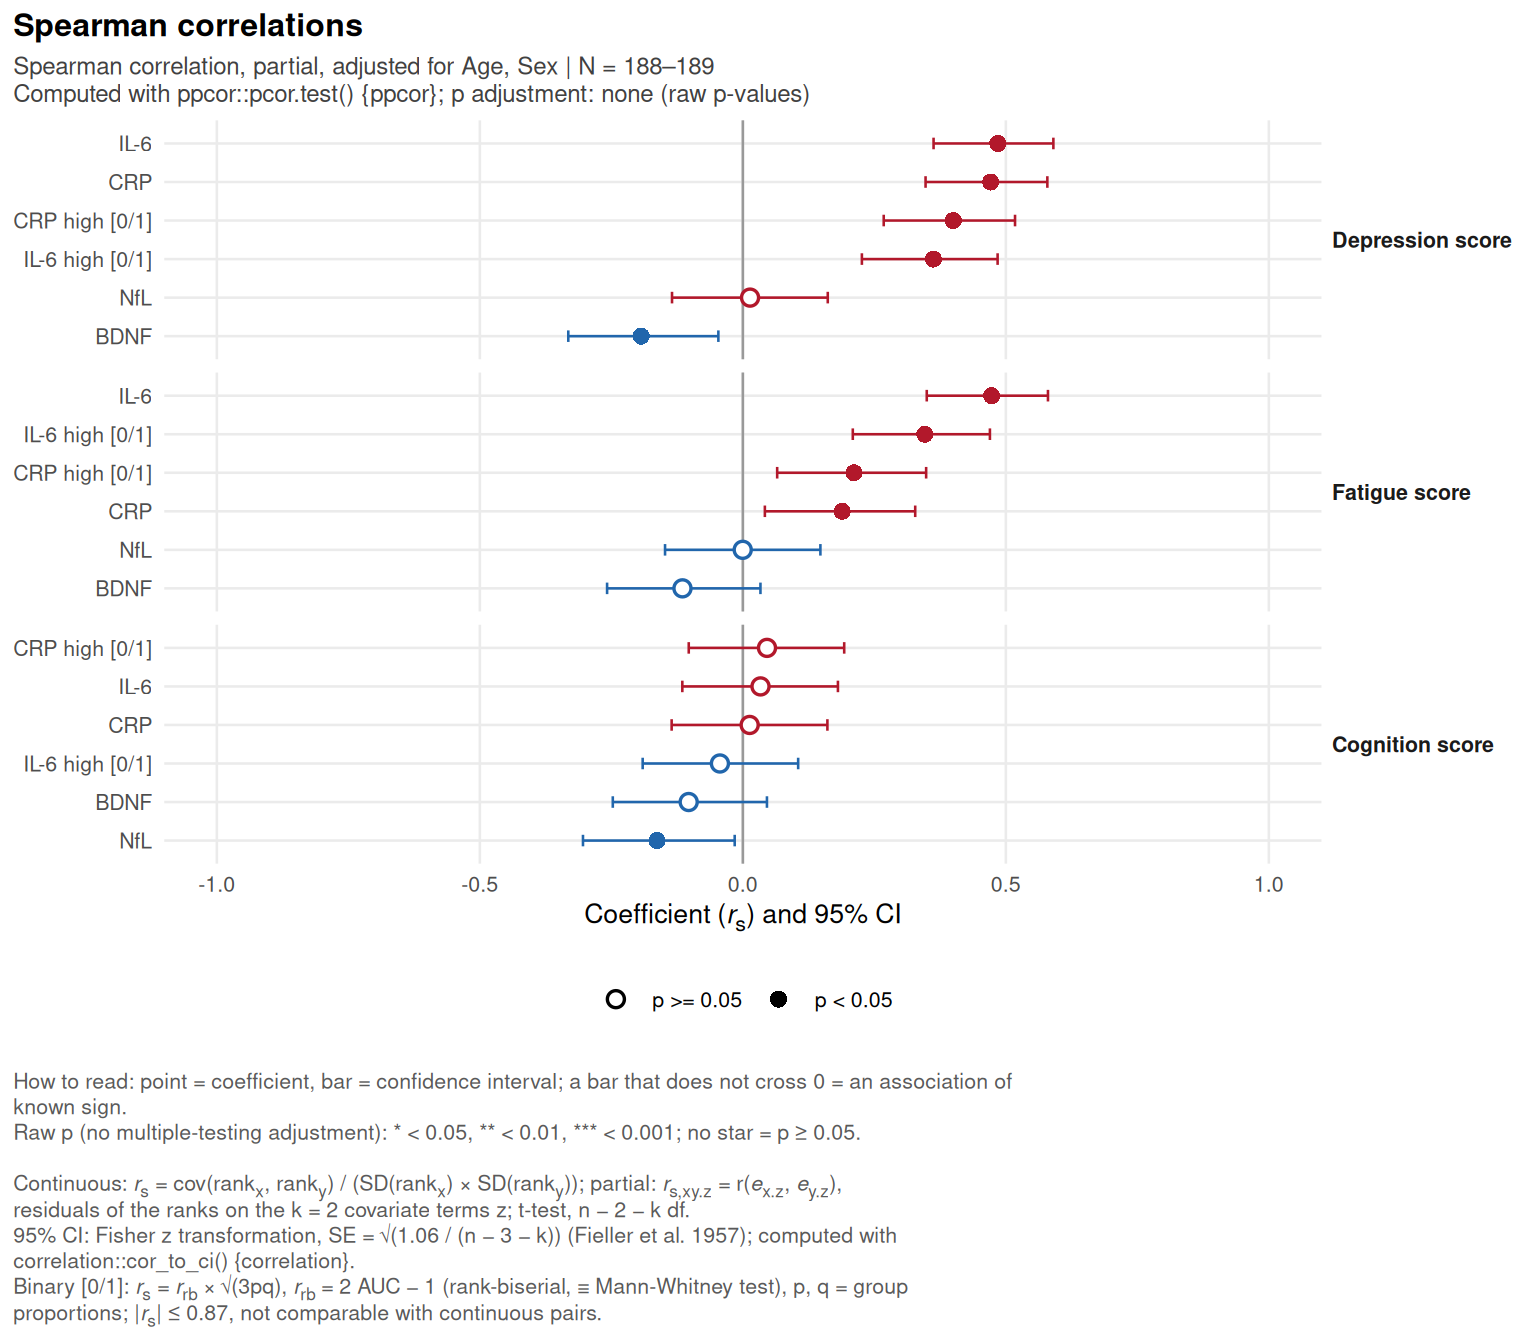 Spearman correlations
Spearman correlation, partial, adjusted for Age, Sex | N = 188–189
Computed with ppcor::pcor.test() {ppcor}; p adjustment: none (raw p-values)
IL-6
CRP
CRP high [0/1]
IL-6 high [0/1]
NfL
BDNF
Depression score
IL-6
IL-6 high [0/1]
CRP high [0/1]
CRP
NfL
BDNF
Fatigue score
CRP high [0/1]
IL-6
CRP
IL-6 high [0/1]
BDNF
NfL
Cognition score
-1.0 -0.5 0.0 0.5 1.0
Coefficient (rs) and 95% CI
p >= 0.05 p < 0.05
How to read: point = coefficient, bar = confidence interval; a bar that does not cross 0 = an association of
known sign.
Raw p (no multiple-testing adjustment): * < 0.05, ** < 0.01, *** < 0.001; no star = p ≥ 0.05.
Continuous: rs = cov(rankx, ranky) / (SD(rankx) × SD(ranky)); partial: rs,xy.z = r(ex.z, ey.z),
residuals of the ranks on the k = 2 covariate terms z; t-test, n − 2 − k df.
95% CI: Fisher z transformation, SE = √(1.06 / (n − 3 − k)) (Fieller et al. 1957); computed with
correlation::cor_to_ci() {correlation}.
Binary [0/1]: rs = rrb × √(3pq), rrb = 2 AUC − 1 (rank-biserial, ≡ Mann-Whitney test), p, q = group
proportions; |rs| ≤ 0.87, not comparable with continuous pairs.